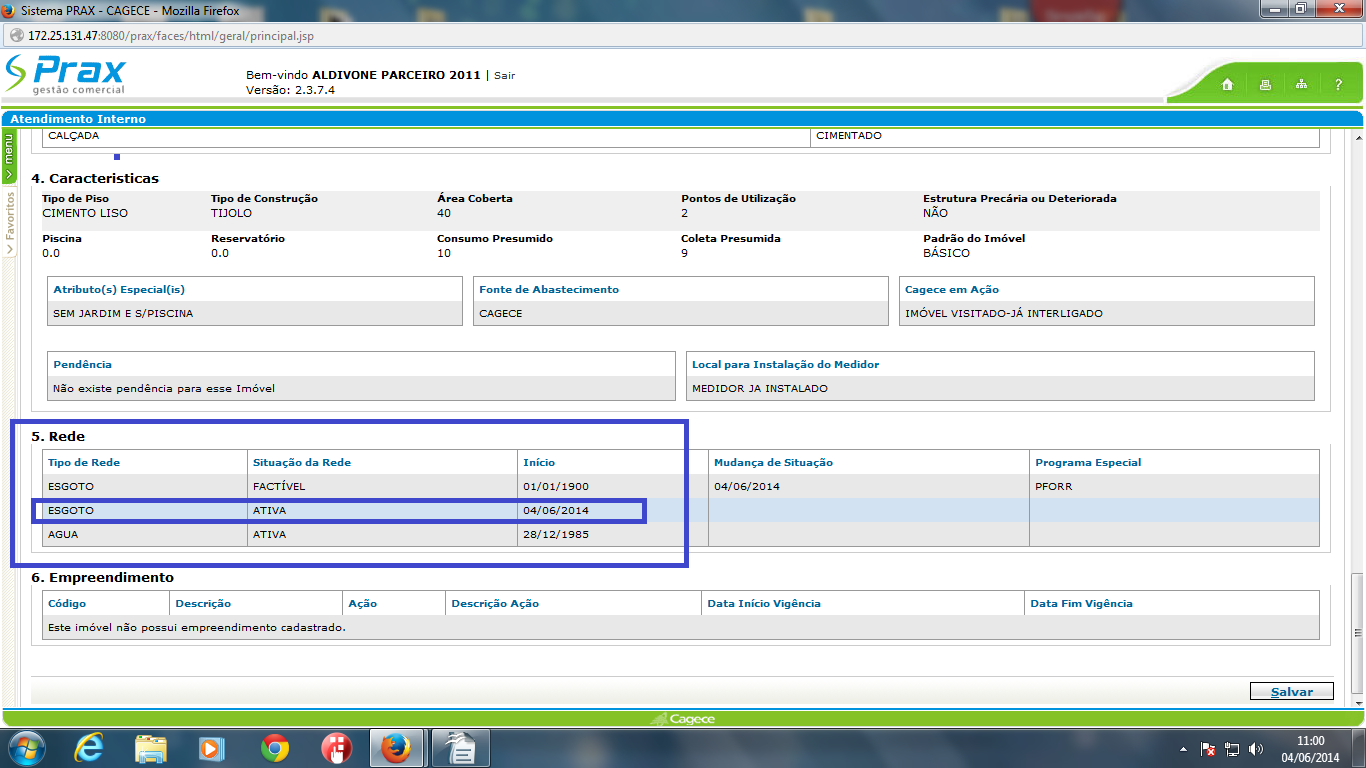 Sistema PRAX - CAGECE - Mozilla Firefox
172.25.131.47:8080/prax/faces/html/geral/principal.jsp
Prax
gestão comercial
Bem-vindo ALDIVONE PARCEIRO 2011 | Sair
Versão: 2.3.7.4
?
Atendimento Interno
menu
Favoritos
CALÇADA CIMENTADO
4. Caracteristicas
Tipo de Piso Tipo de Construção Área Coberta Pontos de Utilização Estrutura Precária ou Deteriorada
CIMENTO LISO TIJOLO 40 2 NÃO
Piscina Reservatório Consumo Presumido Coleta Presumida Padrão do Imóvel
0.0 0.0 10 9 BÁSICO
Atributo(s) Especial(is) Fonte de Abastecimento Cagece em Ação
SEM JARDIM E S/PISCINA CAGECE IMÓVEL VISITADO-JÁ INTERLIGADO
Pendência Local para Instalação do Medidor
Não existe pendência para esse Imóvel MEDIDOR JA INSTALADO
5. Rede
Tipo de Rede Situação da Rede Início Mudança de Situação Programa Especial
ESGOTO FACTÍVEL 01/01/1900 04/06/2014 PFORR
ESGOTO ATIVA 04/06/2014
AGUA ATIVA 28/12/1985
6. Empreendimento
Código Descrição Ação Descrição Ação Data Início Vigência Data Fim Vigência
Este imóvel não possui empreendimento cadastrado.
Salvar
Cagece
11:00
04/06/2014